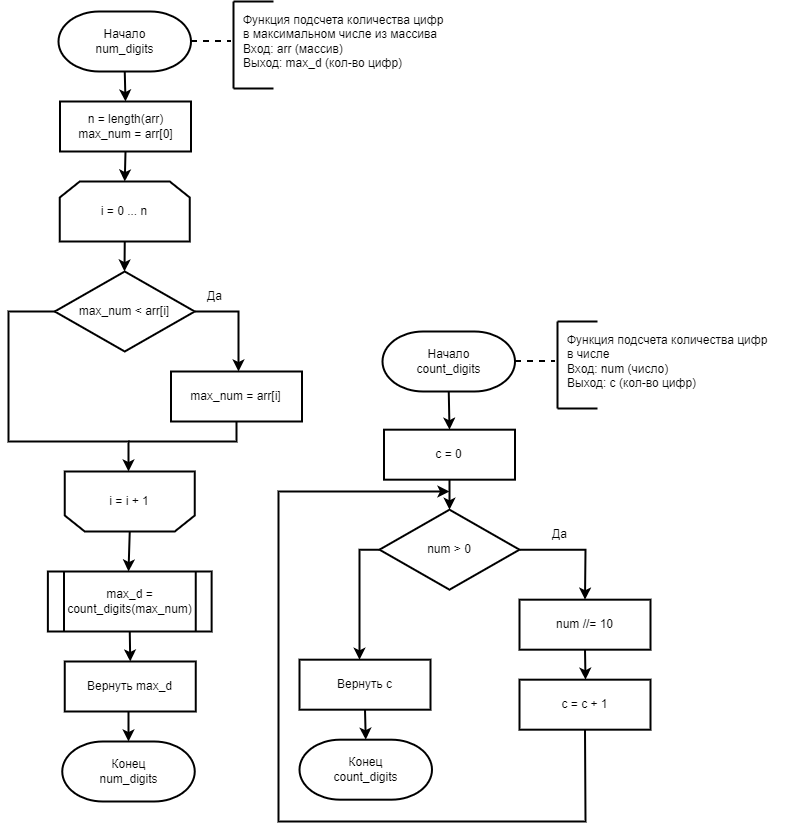 Начало
num_digits
Функция подсчета количества цифр
в максимальном числе из массива
Вход: arr (массив)
Выход: max_d (кол-во цифр)
n = length(arr)
max_num = arr[0]
i = 0 ... n
max_num < arr[i]
Да
max_num = arr[i]
i = i + 1
max_d =
count_digits(max_num)
Вернуть max_d
Конец
num_digits
Начало
count_digits
Функция подсчета количества цифр
в числе
Вход: num (число)
Выход: c (кол-во цифр)
c = 0
num > 0
Да
num //= 10
c = c + 1
Вернуть c
Конец
count_digits